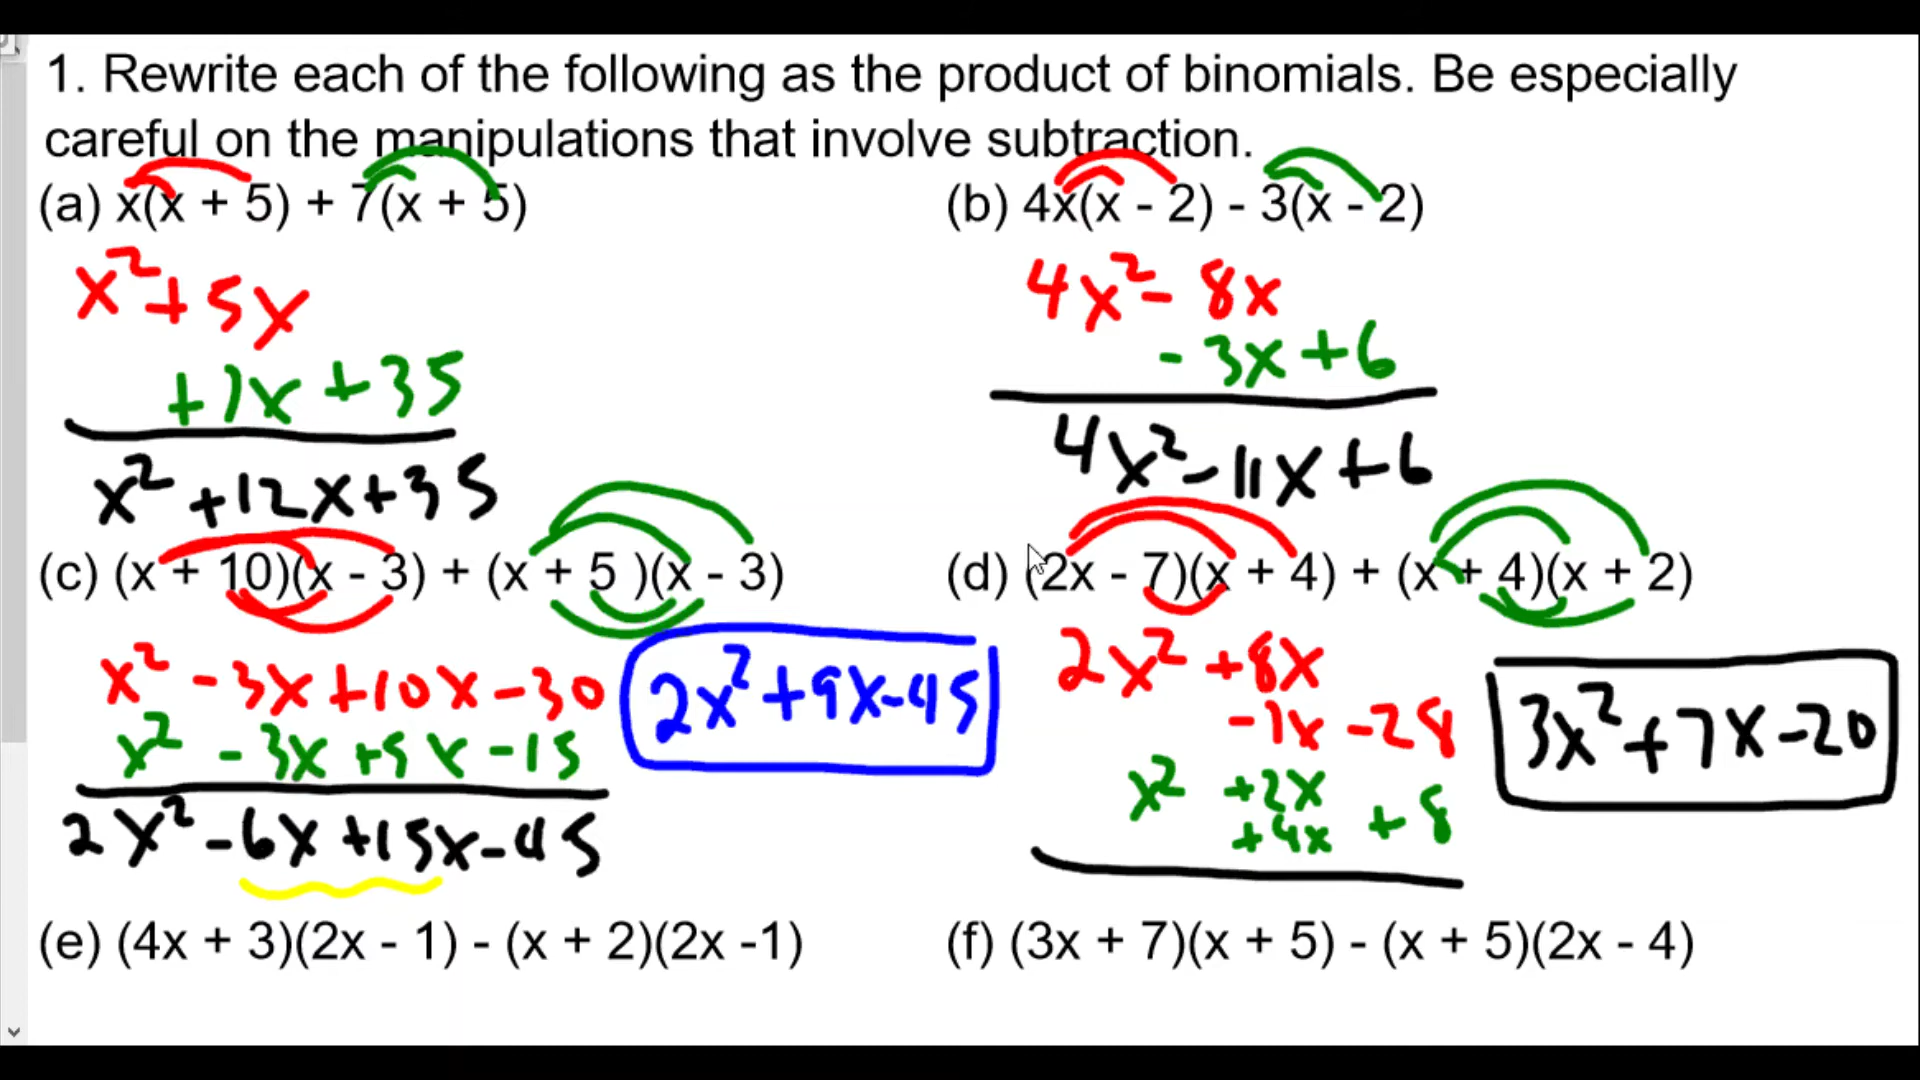 1. Rewrite each of the following as the product of binomials. Be especially
careful on the manipulations that involve subtraction.
(a) x(x + 5) + 7(x + 5)
x² + 5x
+7x + 35
x² + 12x + 35
(b) 4x(x - 2) - 3(x - 2)
4x² - 8x
- 3x + 6
4x² - 11x + 6
(c) (x + 10)(x - 3) + (x + 5 )(x - 3)
x² - 3x + 10x - 30
x² - 3x + 5x - 15
2x² - 6x + 15x - 45
2x² + 9x - 45
(d) (2x - 7)(x + 4) + (x + 4)(x + 2)
2x² + 8x
- 7x - 28
x² + 2x
+ 4x + 8
3x² + 7x - 20
(e) (4x + 3)(2x - 1) - (x + 2)(2x -1)
(f) (3x + 7)(x + 5) - (x + 5)(2x - 4)